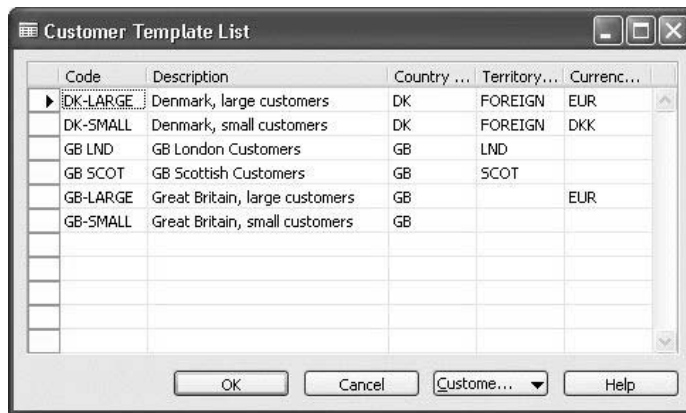 Customer Template List
Code Description Country ... Territory... Currenc...
DK-LARGE Denmark, large customers DK FOREIGN EUR
DK-SMALL Denmark, small customers DK FOREIGN DKK
GB LND GB London Customers GB LND
GB SCOT GB Scottish Customers GB SCOT
GB-LARGE Great Britain, large customers GB EUR
GB-SMALL Great Britain, small customers GB
OK Cancel Custome... Help